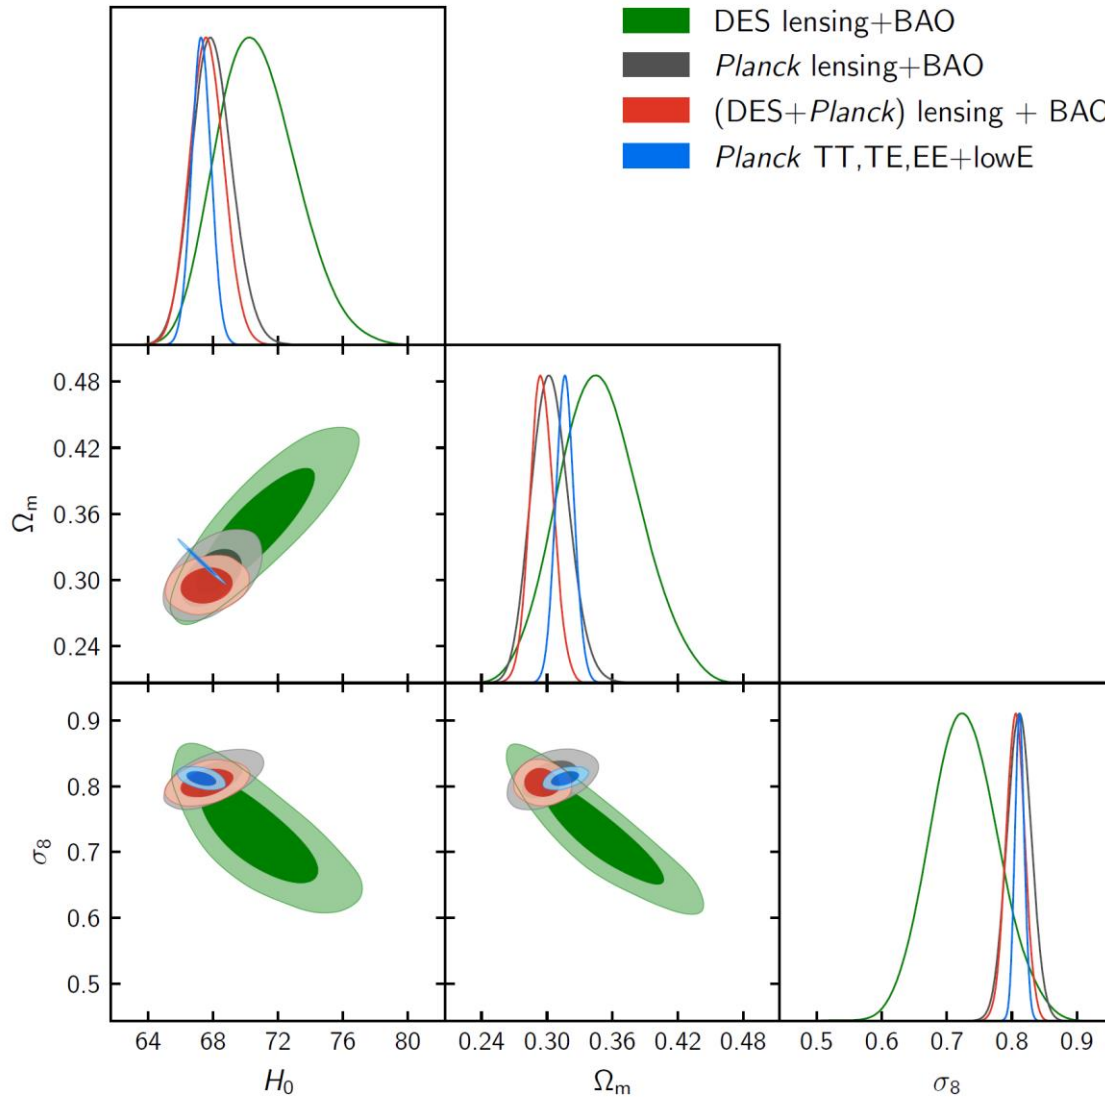 DES lensing+BAO
Planck lensing+BAO
(DES+Planck) lensing + BAO
Planck TT,TE,EE+lowE
0.48
0.42
0.36
0.30
0.24
Ωm
0.9
0.8
0.7
0.6
0.5
σ8
64 68 72 76 80
0.24 0.30 0.36 0.42 0.48
0.5 0.6 0.7 0.8 0.9
H0
Ωm
σ8